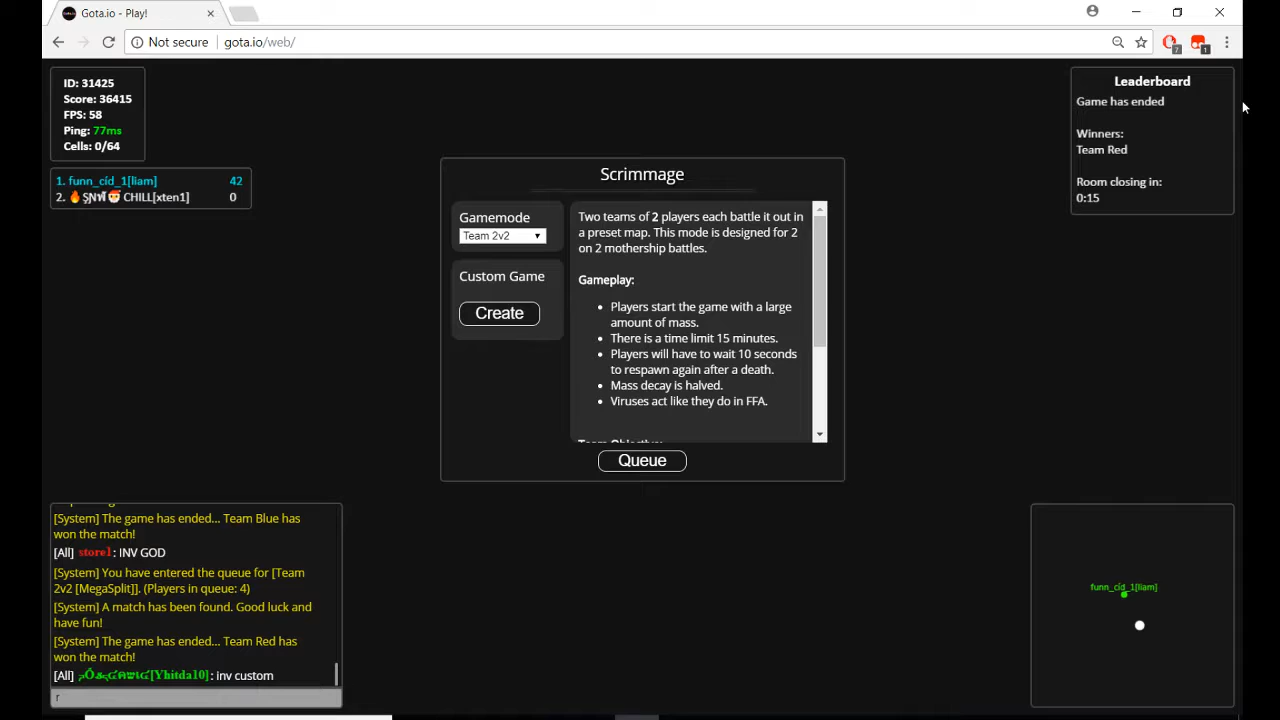 Gota.io - Play!
Not secure
gota.io/web/
7
1
ID: 31425
Score: 36415
FPS: 58
Ping: 77ms
Cells: 0/64
1. funn_cíd_1[liam] 42
2. CHILL[xten1] 0
Leaderboard
Game has ended
Winners:
Team Red
Room closing in:
0:15
Scrimmage
Gamemode
Team 2v2
Custom Game
Create
Two teams of 2 players each battle it out in
a preset map. This mode is designed for 2
on 2 mothership battles.
Gameplay:
• Players start the game with a large
amount of mass.
• There is a time limit 15 minutes.
• Players will have to wait 10 seconds
to respawn again after a death.
• Mass decay is halved.
• Viruses act like they do in FFA.
Team Objective:
Queue
[System] The game has ended... Team Blue has
won the match!
[All] store1: INV GOD
[System] You have entered the queue for [Team
2v2 [MegaSplit]]. (Players in queue: 4)
[System] A match has been found. Good luck and
have fun!
[System] The game has ended... Team Red has
won the match!
[All] [Yhitda10]: inv custom
r
funn_cíd_1[liam]